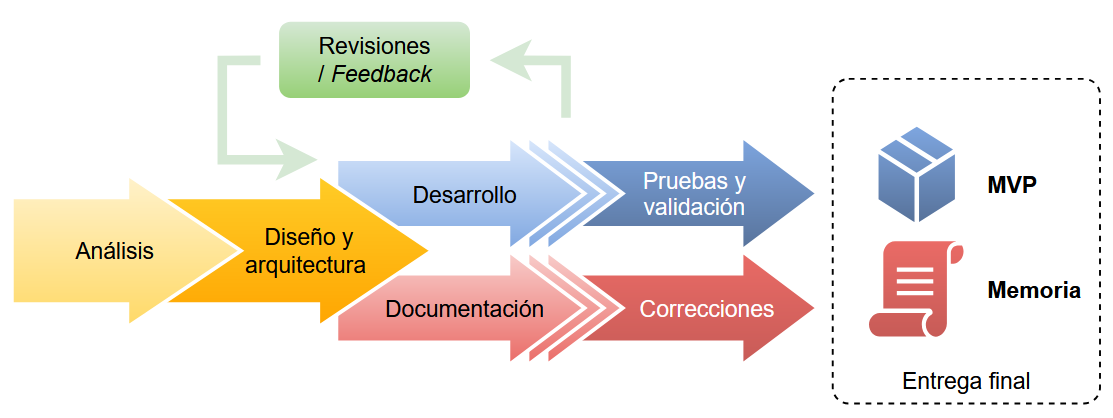 Revisiones
/ Feedback
Análisis
Diseño y
arquitectura
Desarrollo
Pruebas y
validación
Documentación
Correcciones
MVP
Memoria
Entrega final